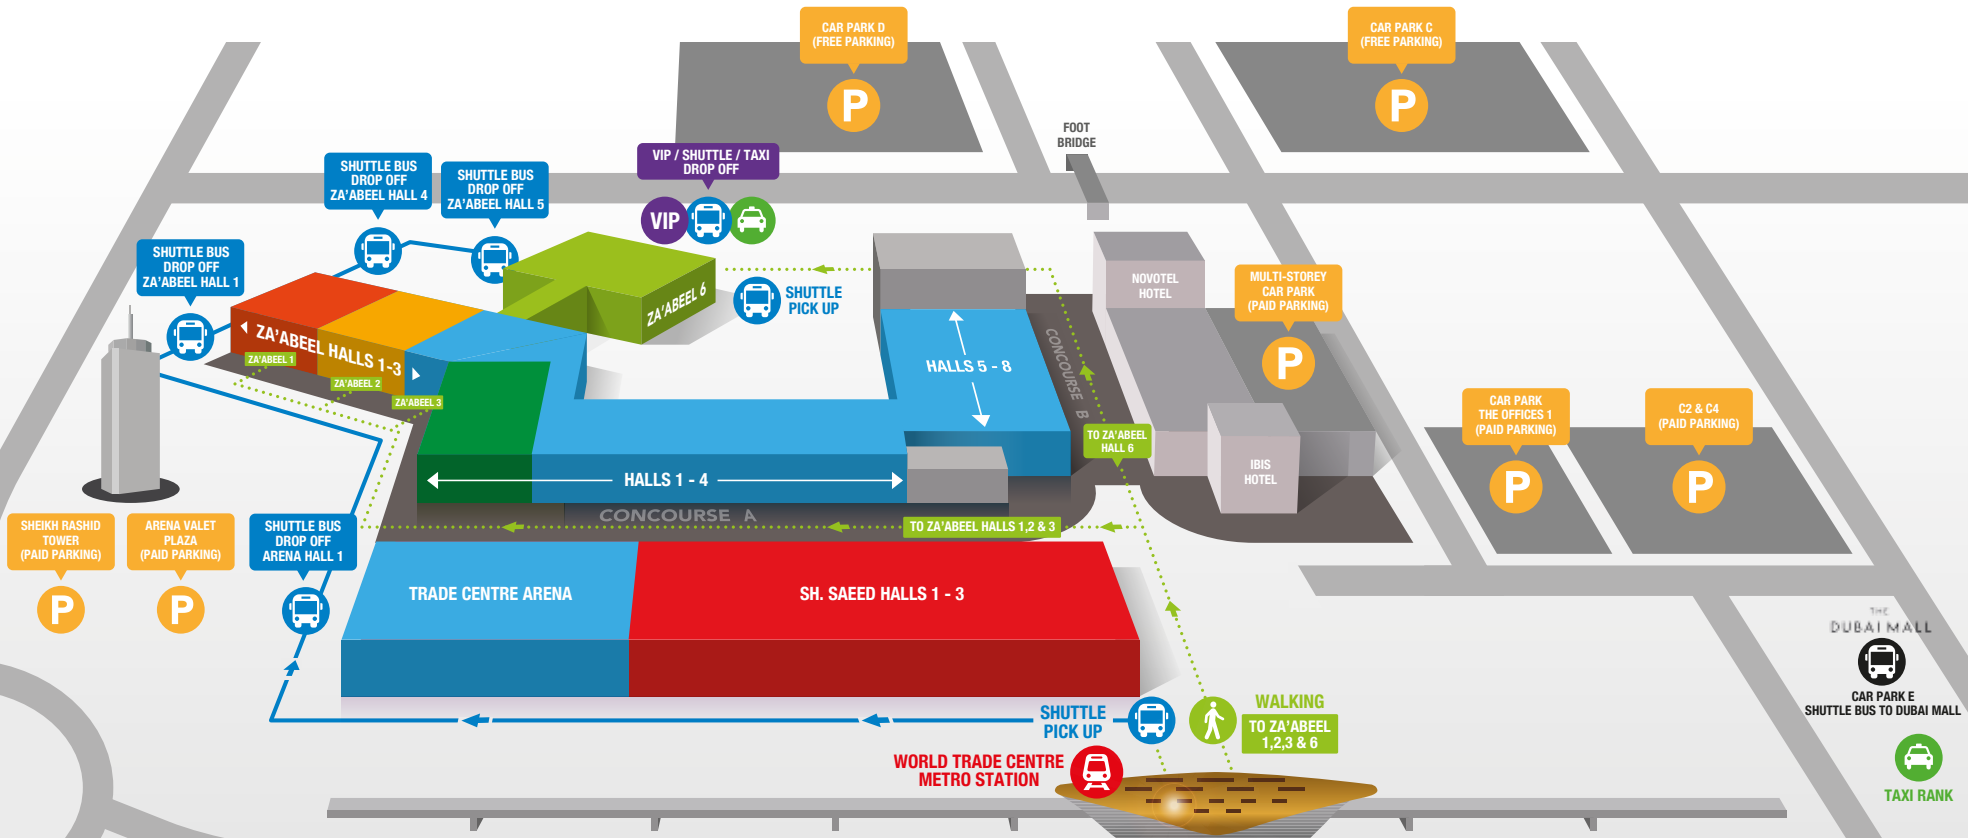 CAR PARK D
(FREE PARKING)
P
CAR PARK C
(FREE PARKING)
P
FOOT
BRIDGE
SHUTTLE BUS
DROP OFF
ZA'ABEEL HALL 4
SHUTTLE BUS
DROP OFF
ZA'ABEEL HALL 5
VIP / SHUTTLE / TAXI
DROP OFF
VIP
SHUTTLE BUS
DROP OFF
ZA'ABEEL HALL 1
ZA'ABEEL 6
SHUTTLE
PICK UP
NOVOTEL
HOTEL
MULTI-STOREY
CAR PARK
(PAID PARKING)
P
ZA'ABEEL HALLS 1-3
ZA'ABEEL 1
ZA'ABEEL 2
ZA'ABEEL 3
HALLS 5 - 8
CONCOURSE B
CAR PARK
THE OFFICES 1
(PAID PARKING)
P
C2 & C4
(PAID PARKING)
P
TO ZA'ABEEL
HALL 6
IBIS
HOTEL
HALLS 1 - 4
CONCOURSE A
TO ZA'ABEEL HALLS 1,2 & 3
SHEIKH RASHID
TOWER
(PAID PARKING)
P
ARENA VALET
PLAZA
(PAID PARKING)
P
SHUTTLE BUS
DROP OFF
ARENA HALL 1
TRADE CENTRE ARENA
SH. SAEED HALLS 1 - 3
THE
DUBAI MALL
CAR PARK E
SHUTTLE BUS TO DUBAI MALL
SHUTTLE
PICK UP
WALKING
TO ZA'ABEEL
1,2,3 & 6
WORLD TRADE CENTRE
METRO STATION
TAXI RANK